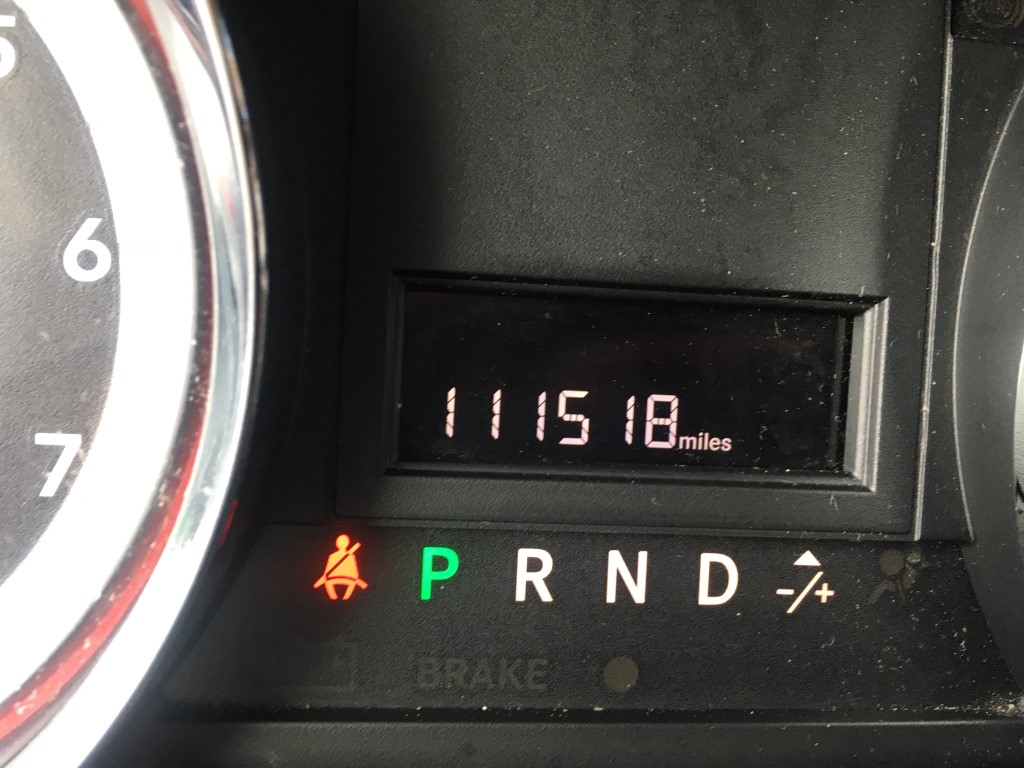 6
7
111518 miles
P R N D -/+
BRAKE